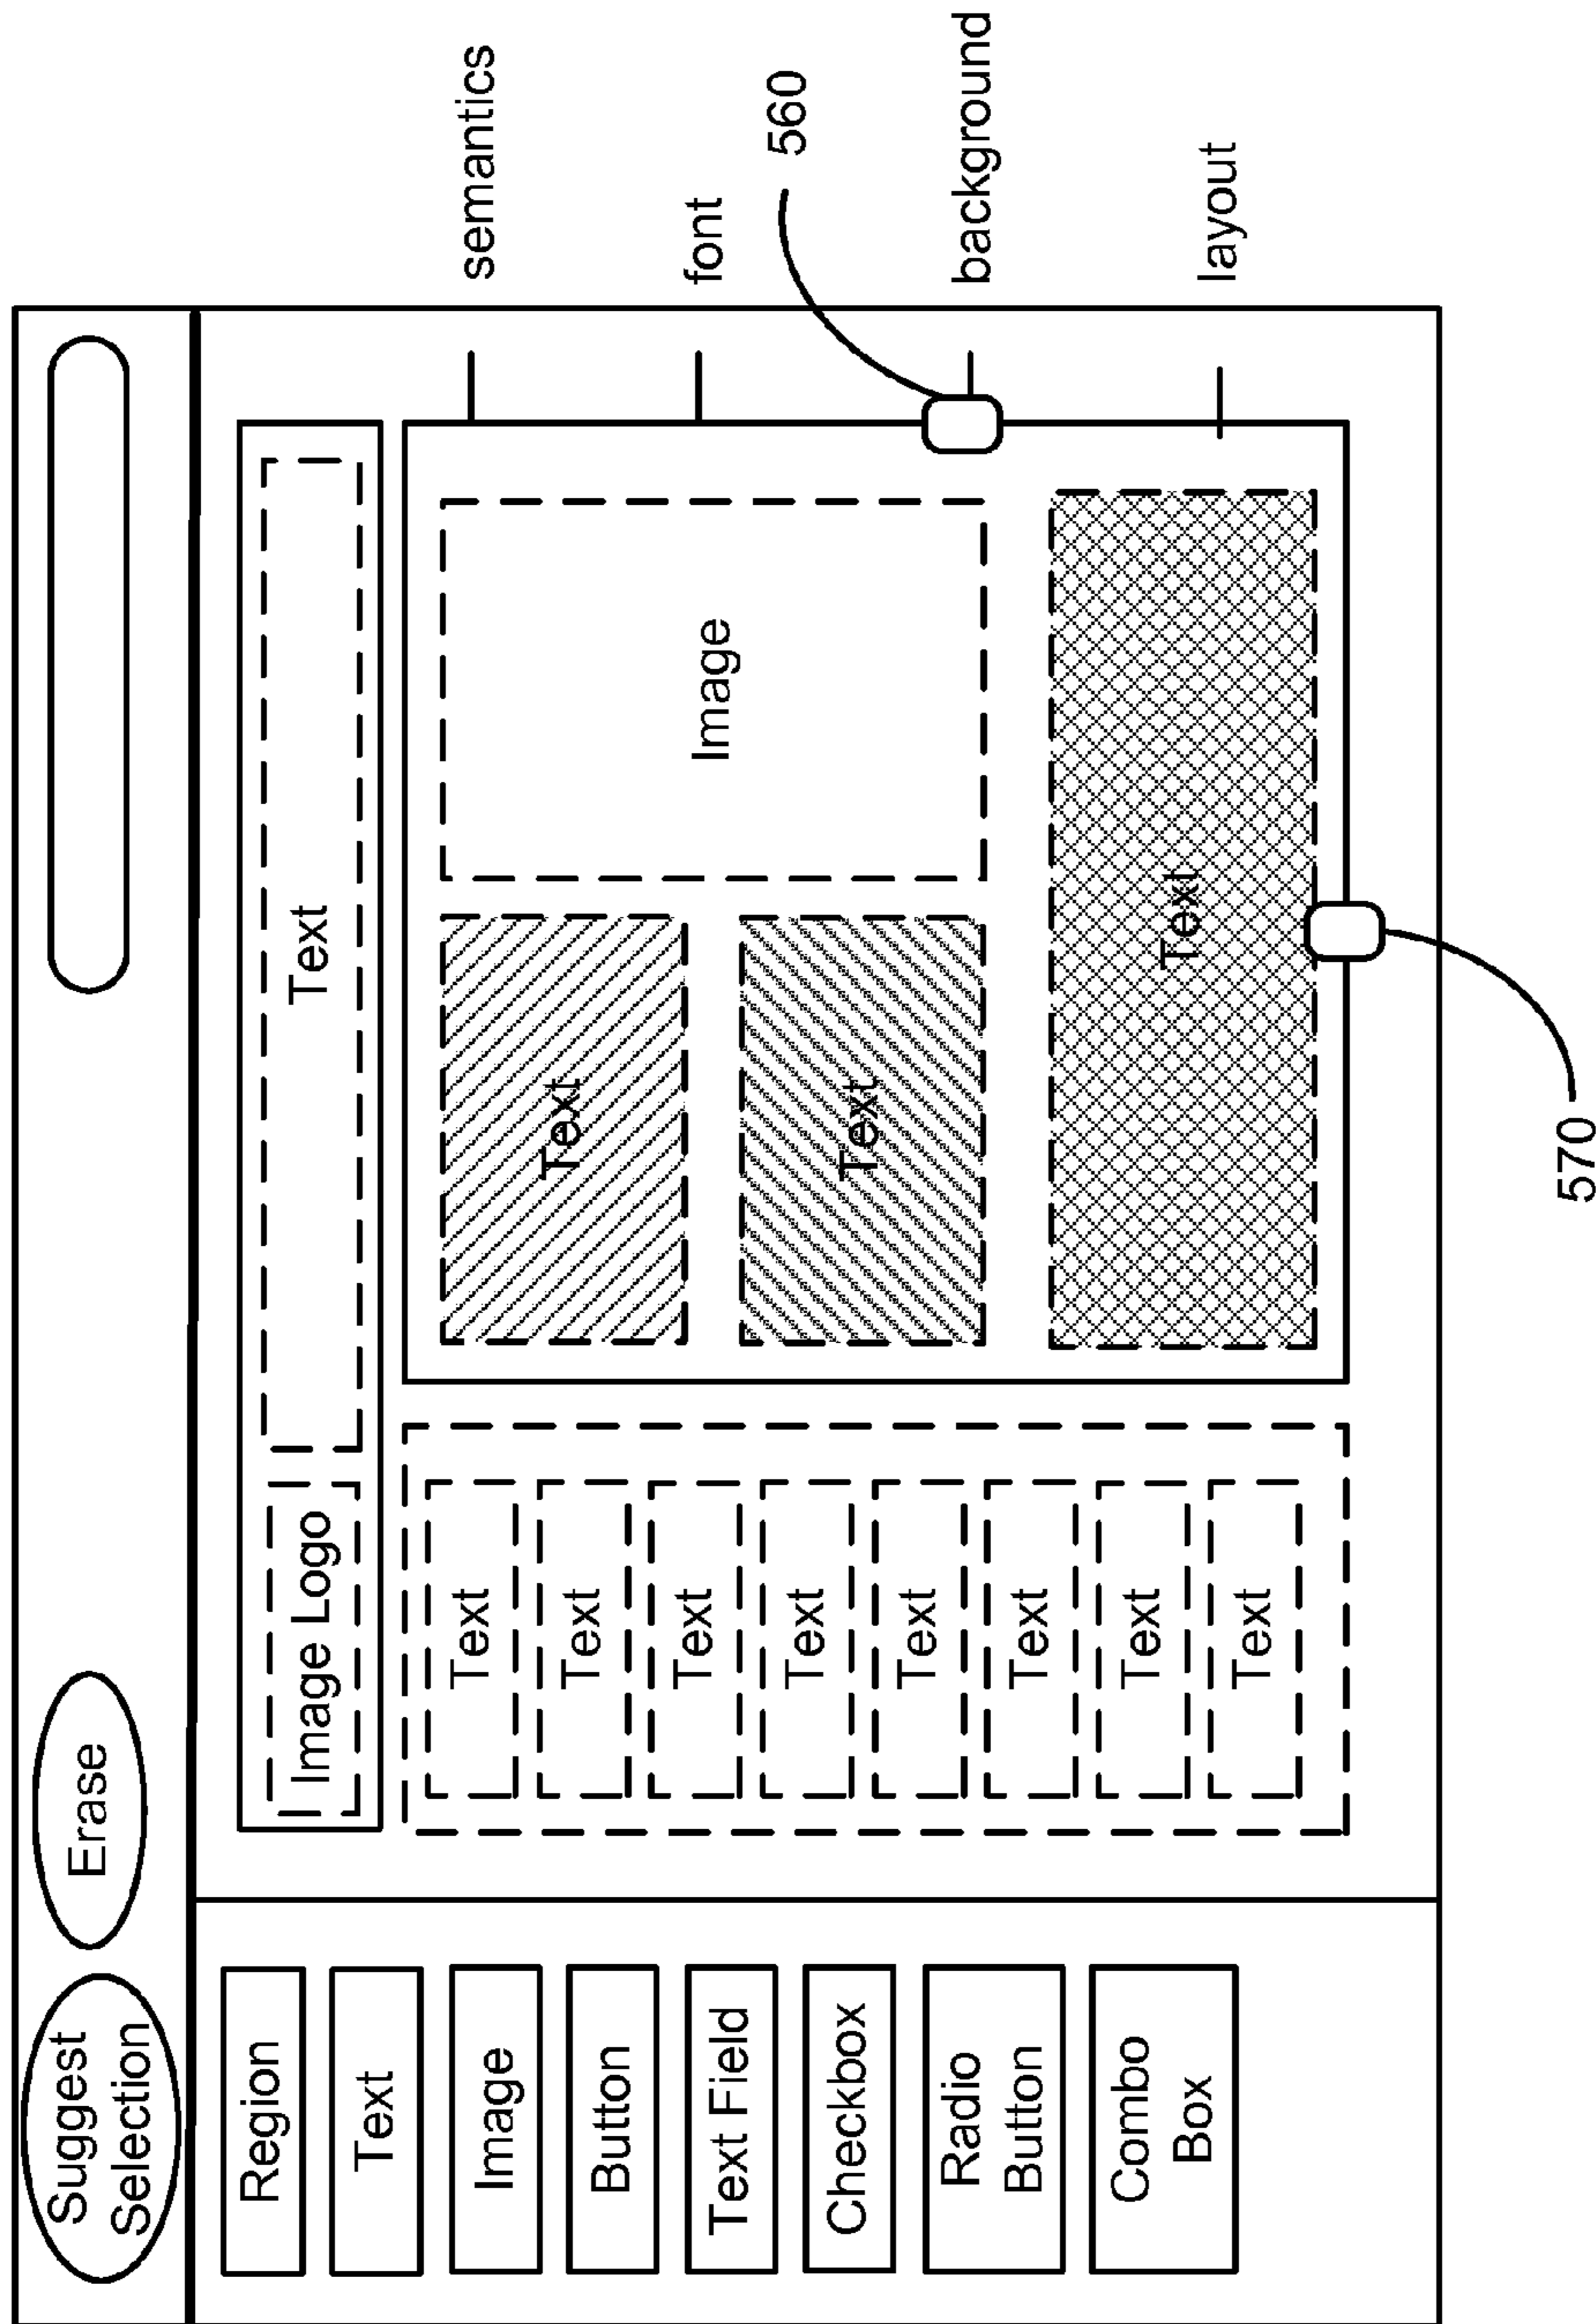 Suggest
Selection
Erase
Region
Text
Image
Button
Text Field
Checkbox
Radio
Button
Combo
Box
Image Logo
Text
Text
Text
Text
Text
Text
Text
Text
Text
Text
Text
Image
Text
semantics
font
560
background
layout
570